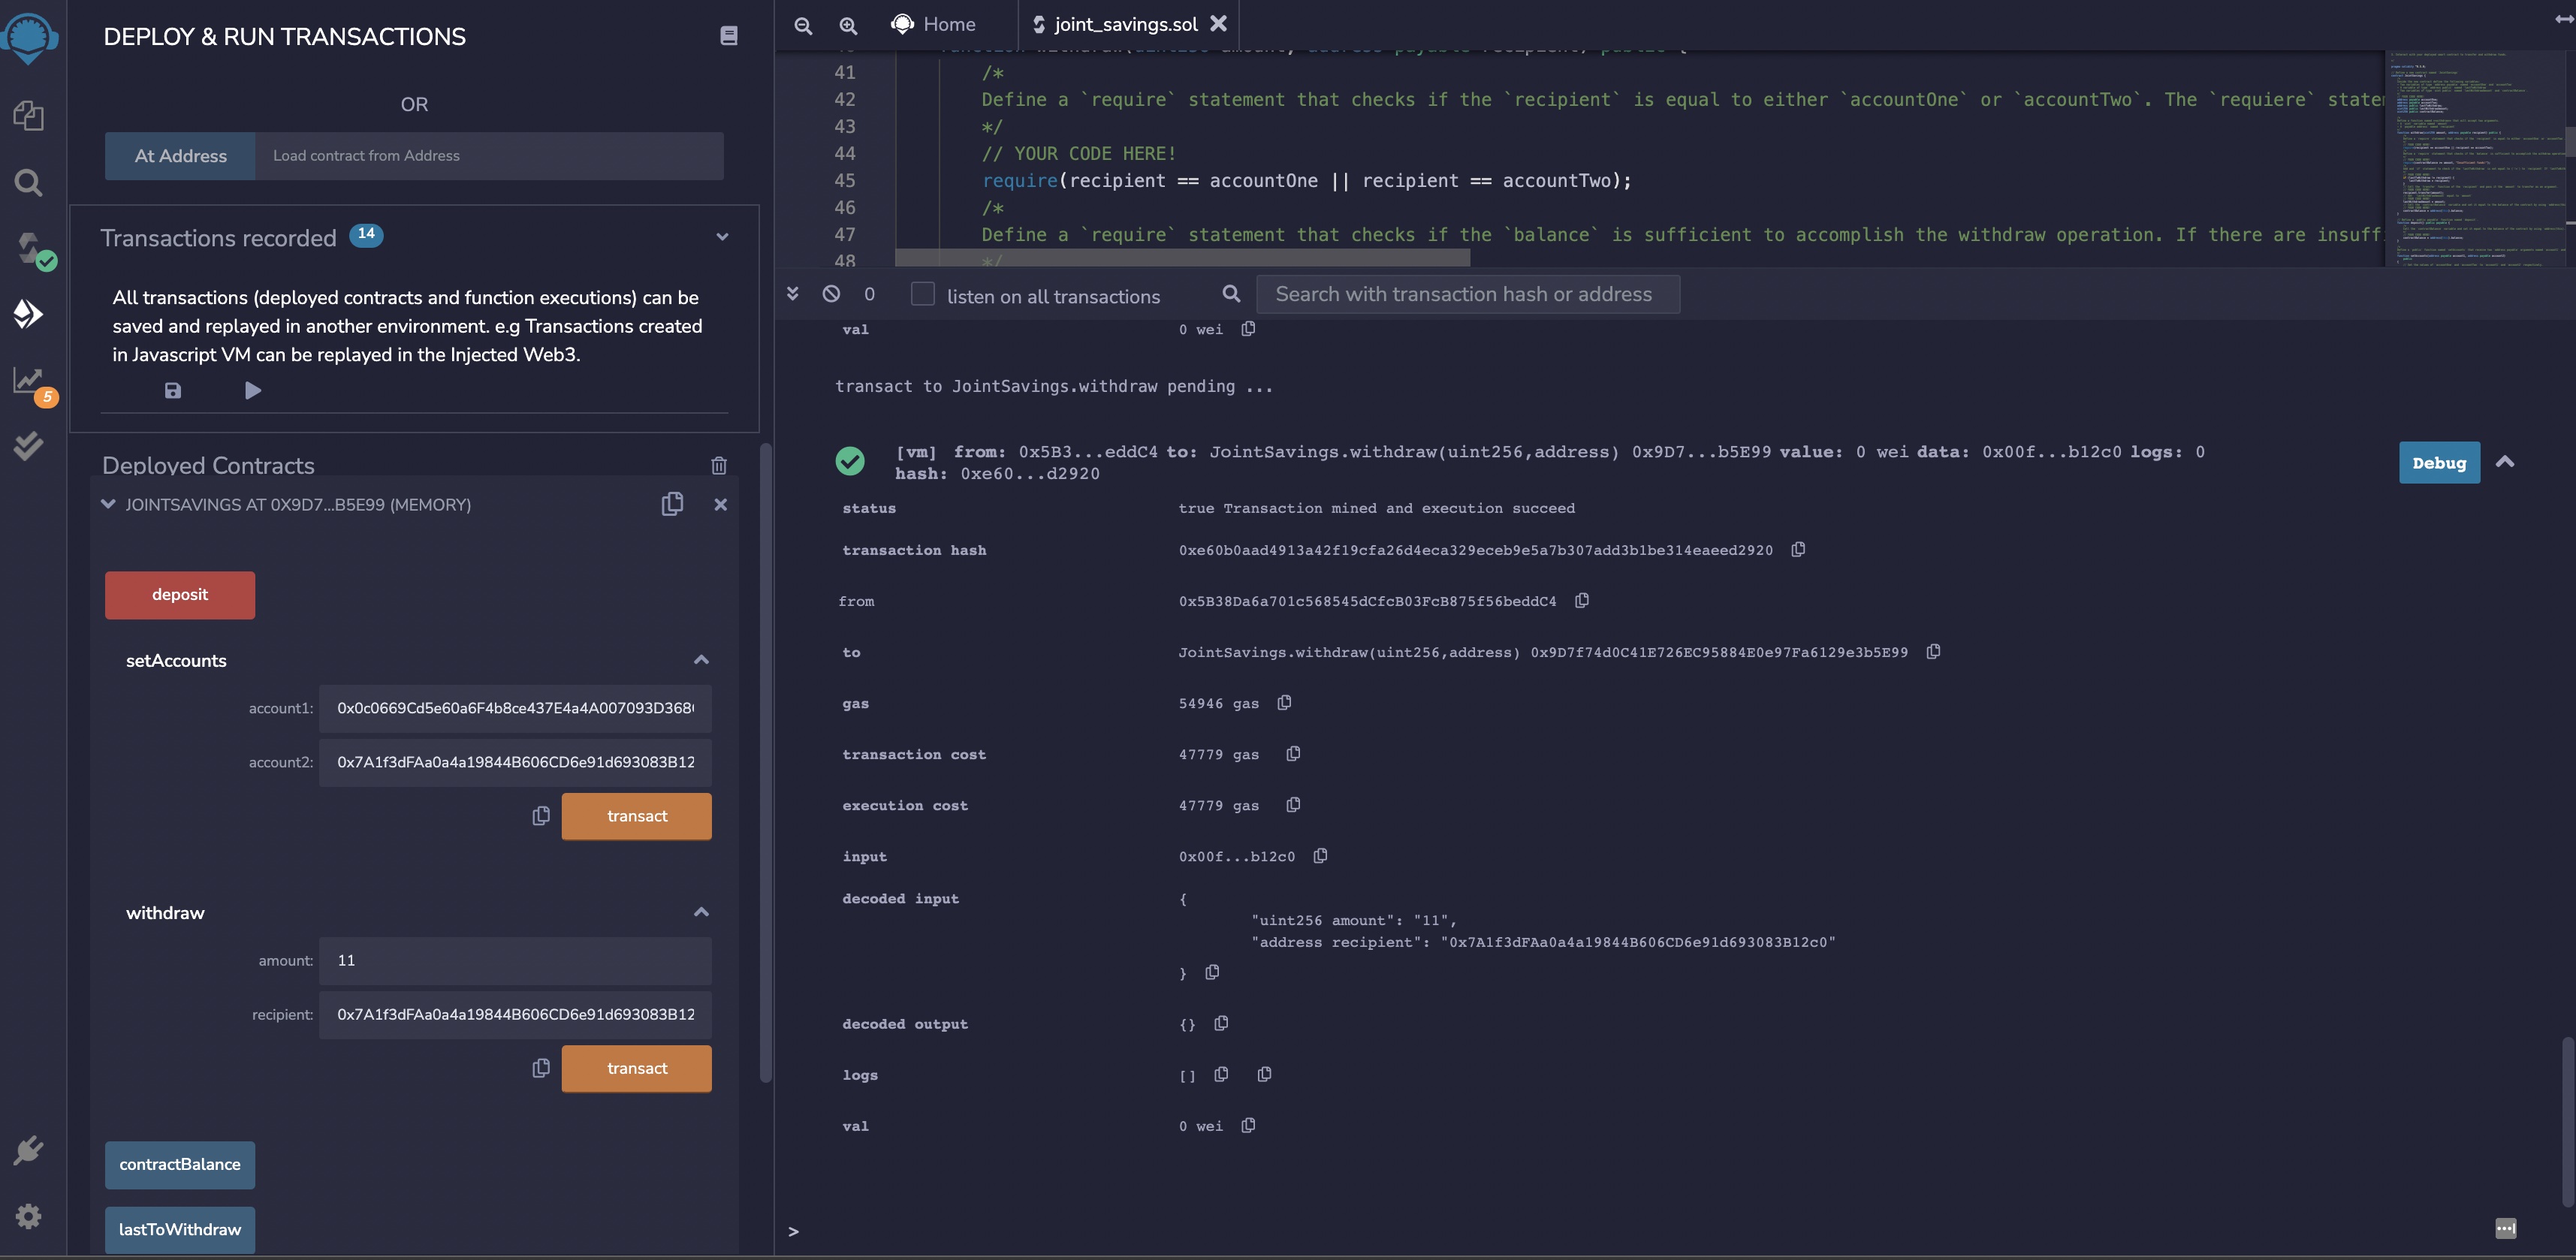 DEPLOY & RUN TRANSACTIONS
OR
At Address
Load contract from Address
Transactions recorded 14
All transactions (deployed contracts and function executions) can be
saved and replayed in another environment. e.g Transactions created
in Javascript VM can be replayed in the Injected Web3.
5
Deployed Contracts
JOINTSAVINGS AT 0X9D7...B5E99 (MEMORY)
deposit
setAccounts
account1: 0x0c0669Cd5e60a6F4b8ce437E4a4A007093D368
account2: 0x7A1f3dFAa0a4a19844B606CD6e91d693083B12
transact
withdraw
amount: 11
recipient: 0x7A1f3dFAa0a4a19844B606CD6e91d693083B12
transact
contractBalance
lastToWithdraw
Home
joint_savings.sol
41 /*
42 Define a `require` statement that checks if the `recipient` is equal to either `accountOne` or `accountTwo`. The `requiere` statem
43 */
44 // YOUR CODE HERE!
45 require(recipient == accountOne || recipient == accountTwo);
46 /*
47 Define a `require` statement that checks if the `balance` is sufficient to accomplish the withdraw operation. If there are insuff
48 */
0
listen on all transactions
Search with transaction hash or address
val 0 wei
transact to JointSavings.withdraw pending ...
[vm] from: 0x5B3...eddC4 to: JointSavings.withdraw(uint256,address) 0x9D7...b5E99 value: 0 wei data: 0x00f...b12c0 logs: 0
hash: 0xe60...d2920
Debug
status true Transaction mined and execution succeed
transaction hash 0xe60b0aad4913a42f19cfa26d4eca329eceb9e5a7b307add3b1be314eaeed2920
from 0x5B38Da6a701c568545dCfcB03FcB875f56beddC4
to JointSavings.withdraw(uint256,address) 0x9D7f74d0C41E726EC95884E0e97Fa6129e3b5E99
gas 54946 gas
transaction cost 47779 gas
execution cost 47779 gas
input 0x00f...b12c0
decoded input {
"uint256 amount": "11",
"address recipient": "0x7A1f3dFAa0a4a19844B606CD6e91d693083B12c0"
}
decoded output {}
logs []
val 0 wei
>